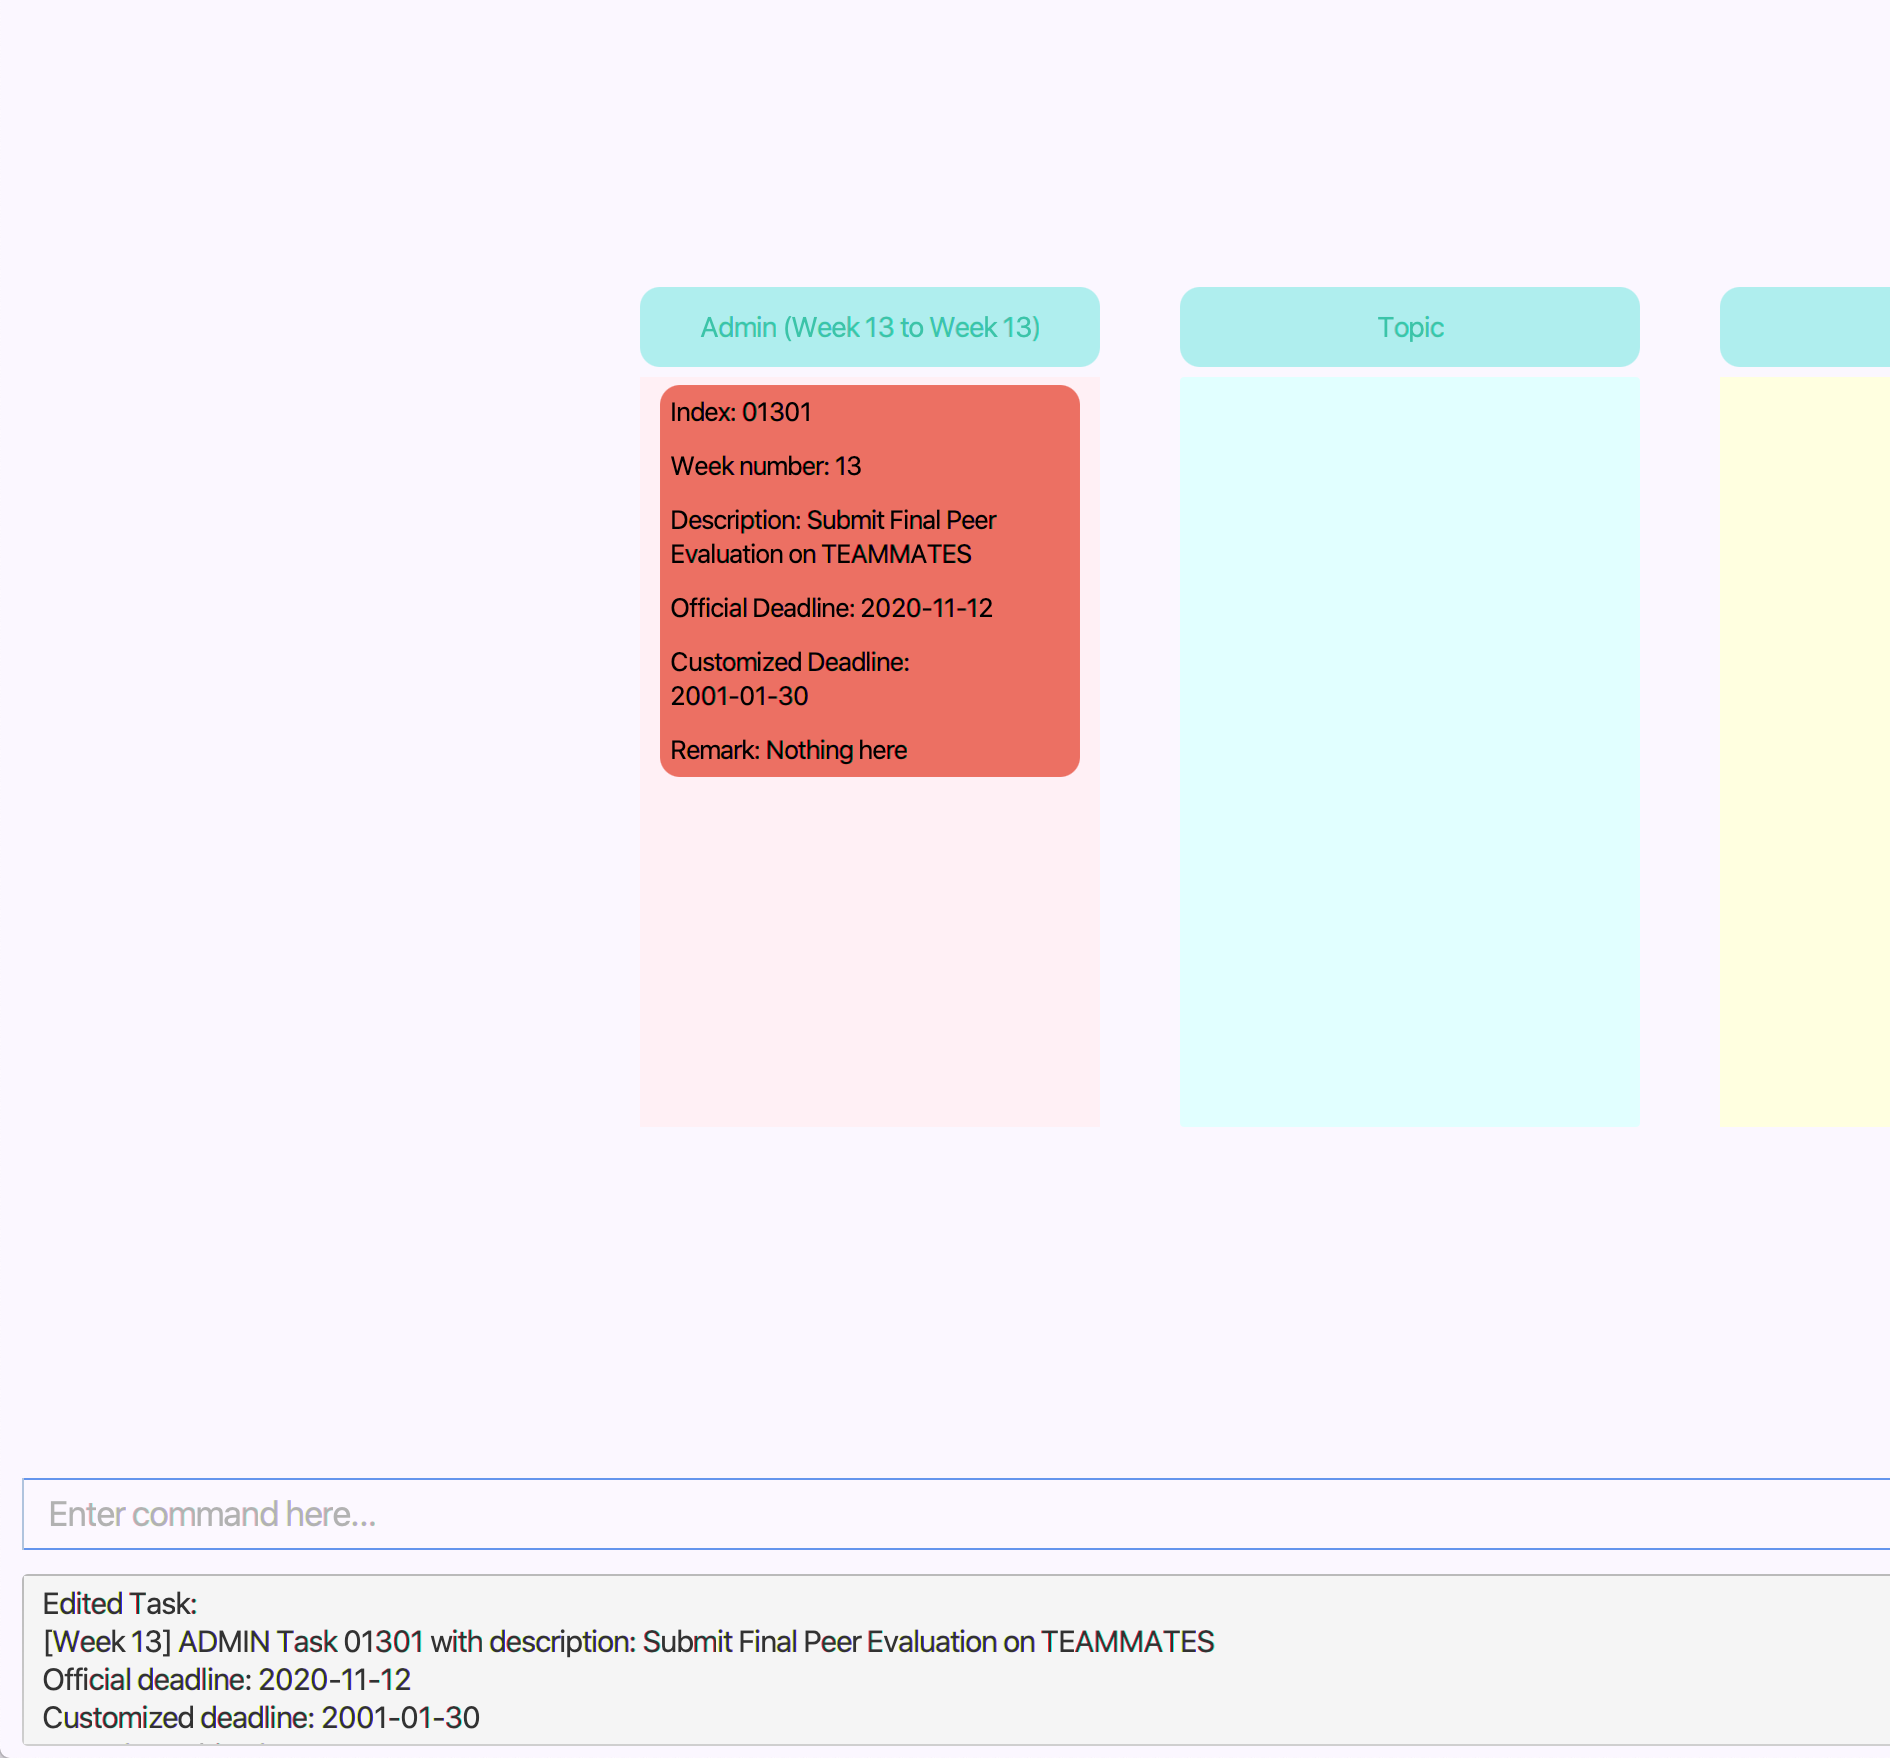 Admin (Week 13 to Week 13)
Topic
Index: 01301
Week number: 13
Description: Submit Final Peer
Evaluation on TEAMMATES
Official Deadline: 2020-11-12
Customized Deadline:
2001-01-30
Remark: Nothing here
Enter command here...
Edited Task:
[Week 13] ADMIN Task 01301 with description: Submit Final Peer Evaluation on TEAMMATES
Official deadline: 2020-11-12
Customized deadline: 2001-01-30